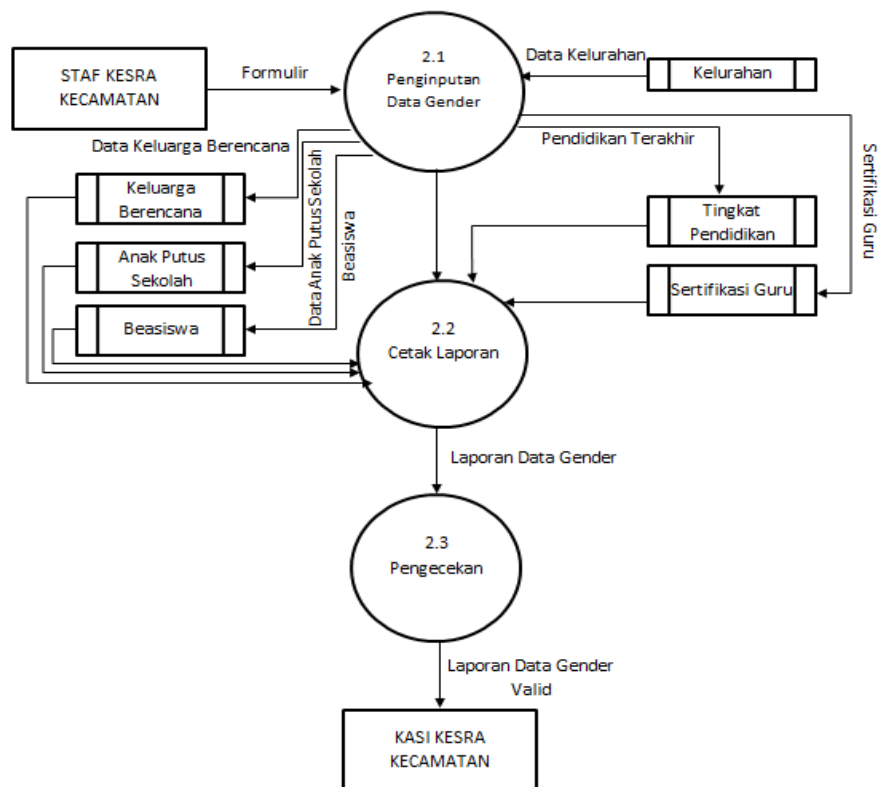 2.1
Penginputan
Data Gender
STAF KESRA
KECAMATAN
Formulir
Data Kelurahan
Kelurahan
Data Keluarga Berencana
Pendidikan Terakhir
Sertifikasi Guru
Keluarga
Berencana
Data Anak Putus Sekolah
Beasiswa
Tingkat
Pendidikan
Anak Putus
Sekolah
Sertifikasi Guru
Beasiswa
2.2
Cetak Laporan
Laporan Data Gender
2.3
Pengecekan
Laporan Data Gender
Valid
KASI KESRA
KECAMATAN